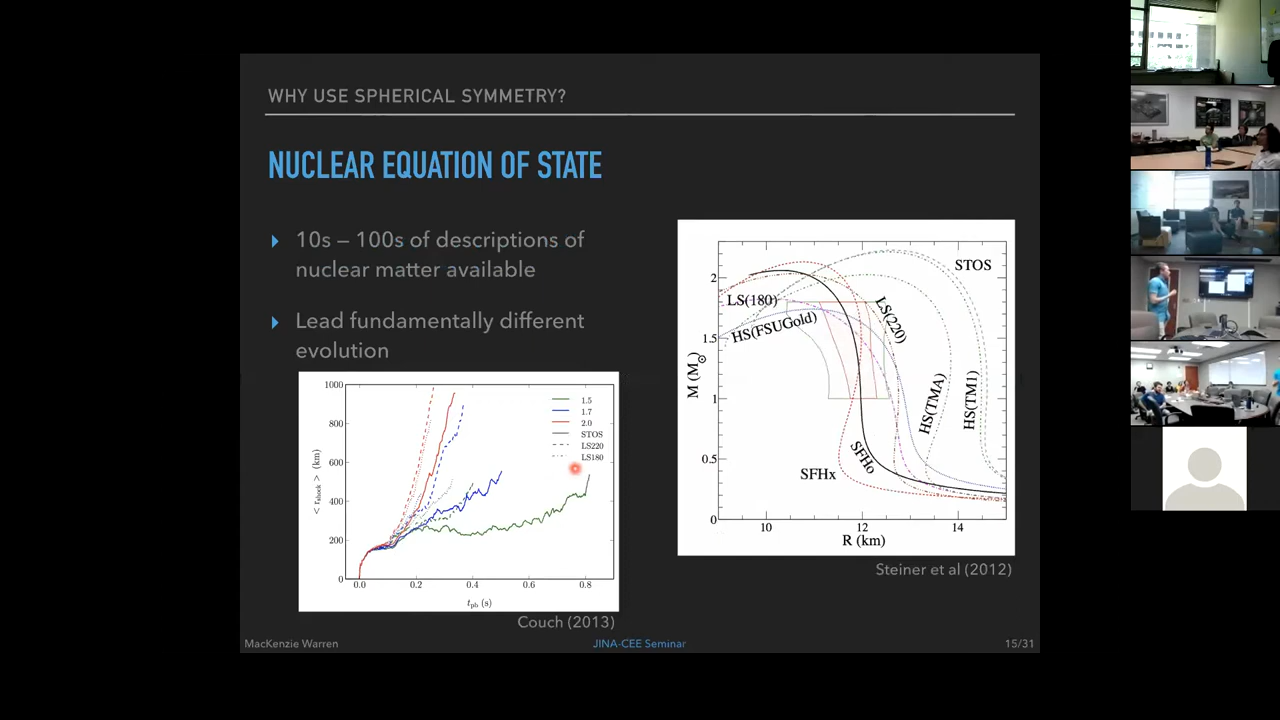 WHY USE SPHERICAL SYMMETRY?
NUCLEAR EQUATION OF STATE
10s – 100s of descriptions of
nuclear matter available
Lead fundamentally different
evolution
1000
800
600
400
200
0
< r_shock > (km)
0.0 0.2 0.4 0.6 0.8
t_pb (s)
1.5
1.7
2.0
STOS
LS220
LS180
Couch (2013)
2
1.5
1
0.5
0
M (M☉)
10 12 14
R (km)
STOS
LS(180)
HS(FSUGold)
LS(220)
HS(TMA)
HS(TM1)
SFHo
SFHx
Steiner et al (2012)
MacKenzie Warren
JINA-CEE Seminar
15/31